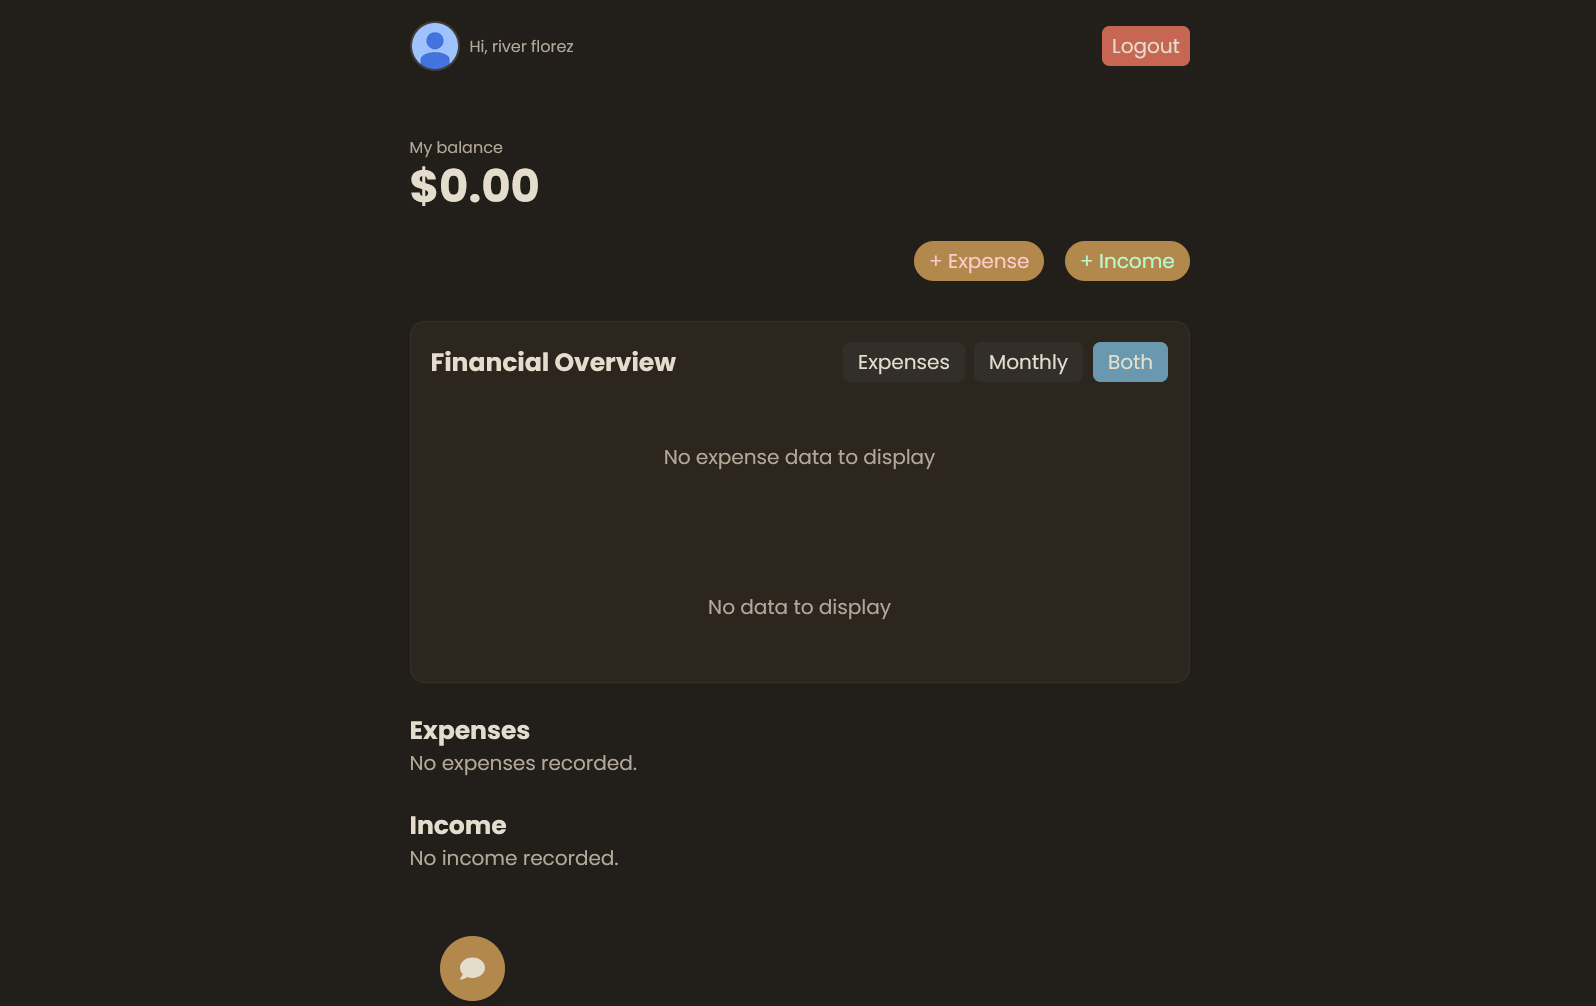 Hi, river florez
Logout
My balance
$0.00
+ Expense
+ Income
Financial Overview
Expenses
Monthly
Both
No expense data to display
No data to display
Expenses
No expenses recorded.
Income
No income recorded.